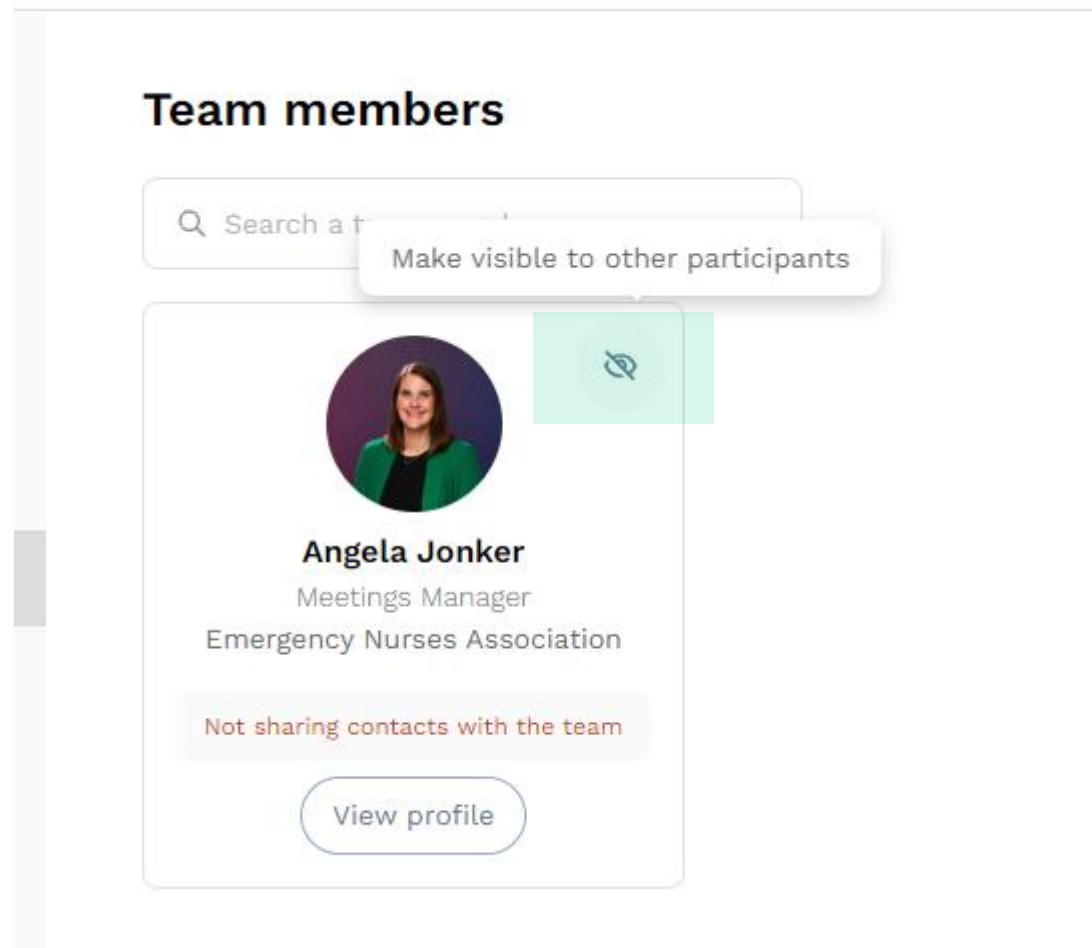 Team members
Search a
Make visible to other participants
Angela Jonker
Meetings Manager
Emergency Nurses Association
Not sharing contacts with the team
View profile